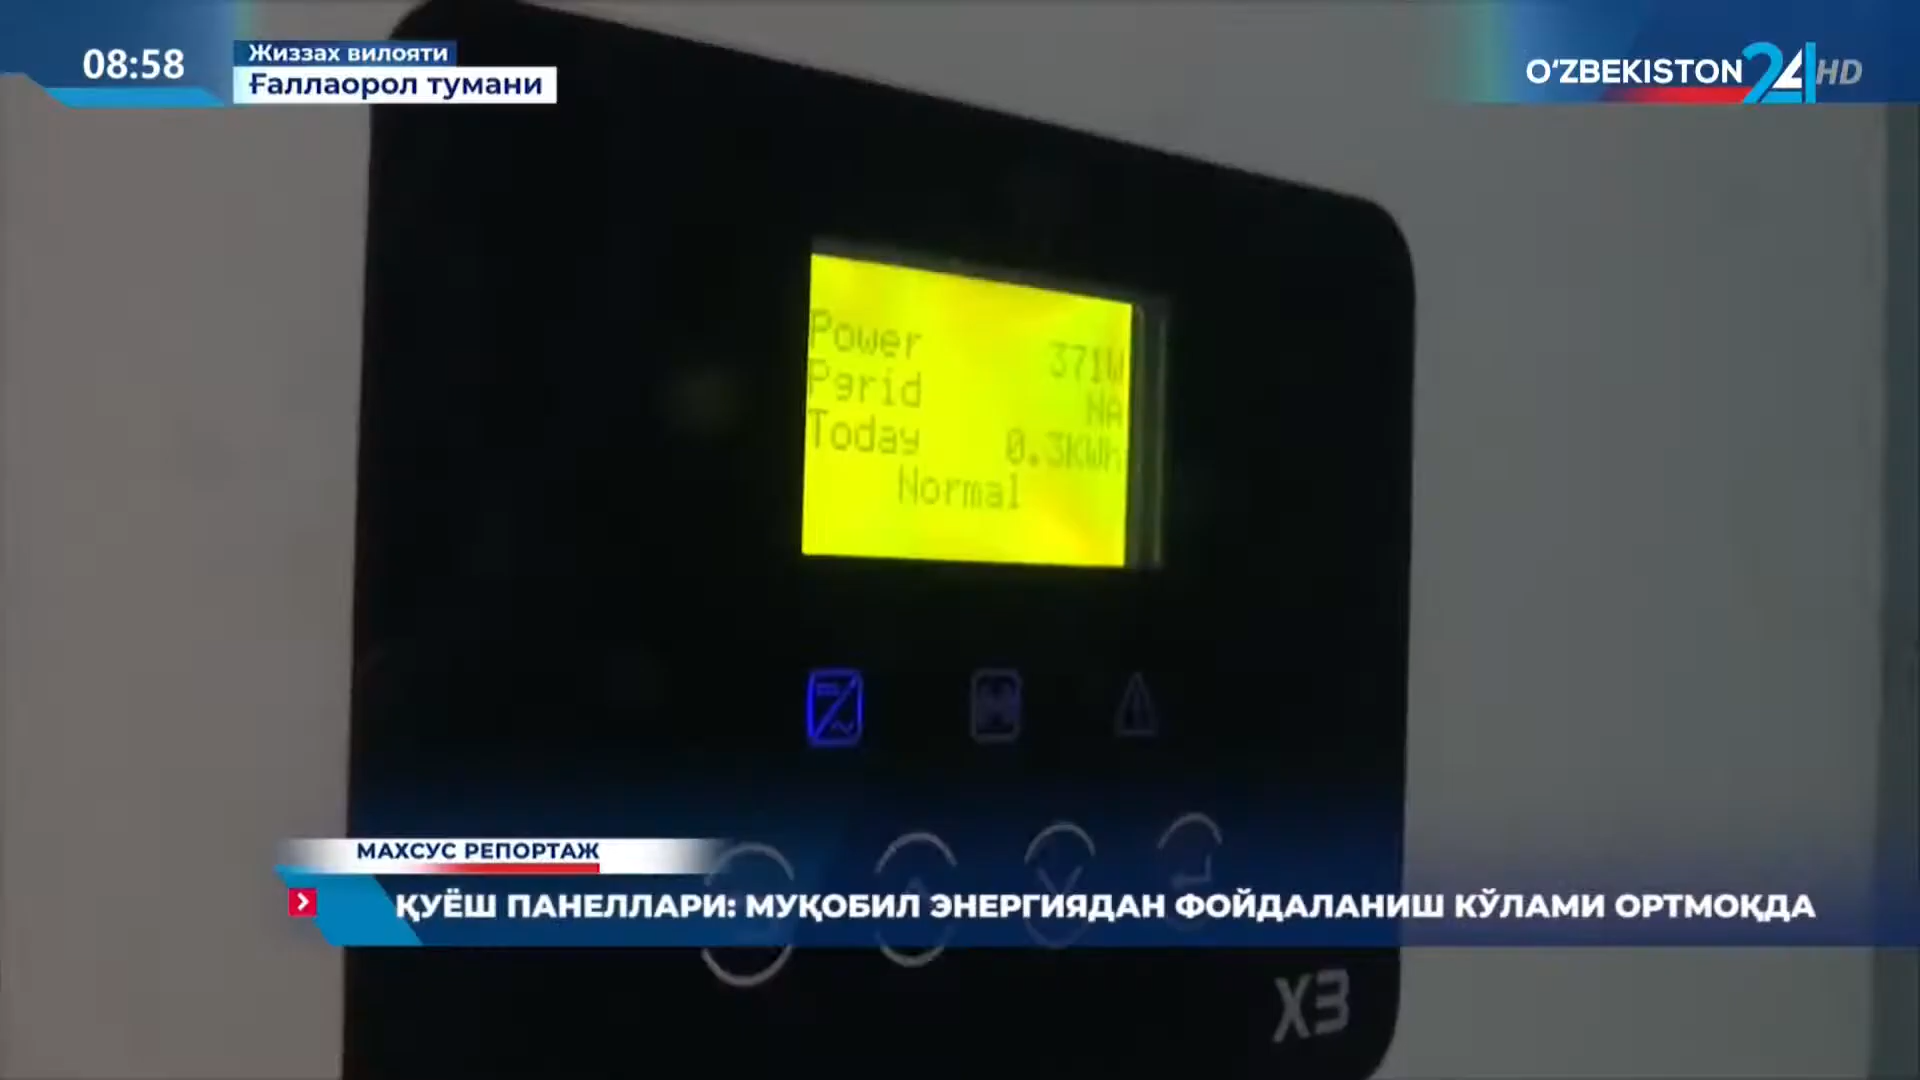 08:58
Жиззах вилояти
Ғаллаорол тумани
O‘ZBEKISTON 24 HD
Power 371W
Pgrid NA
Today 0.3KWh
Normal
МАХСУС РЕПОРТАЖ
ҚУЁШ ПАНЕЛЛАРИ: МУҚОБИЛ ЭНЕРГИЯДАН ФОЙДАЛАНИШ КЎЛАМИ ОРТМОҚДА
X3